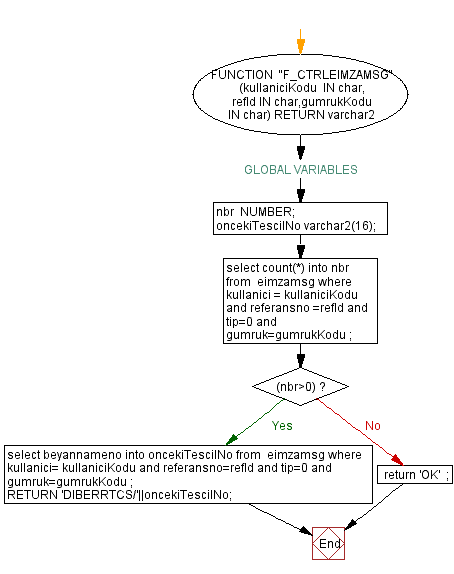 FUNCTION "F_CTRLEIMZAMSG"
(kullaniciKodu IN char,
refId IN char,gumrukKodu
IN char) RETURN varchar2
GLOBAL VARIABLES
nbr NUMBER;
oncekiTescilNo varchar2(16);
select count(*) into nbr
from eimzamsg where
kullanici = kullaniciKodu
and referansno =refId and
tip=0 and
gumruk=gumrukKodu ;
(nbr>0) ?
Yes
No
select beyannameno into oncekiTescilNo from eimzamsg where
kullanici= kullaniciKodu and referansno=refId and tip=0 and
gumruk=gumrukKodu ;
RETURN 'DIBERRTCS/'||oncekiTescilNo;
return 'OK' ;
End